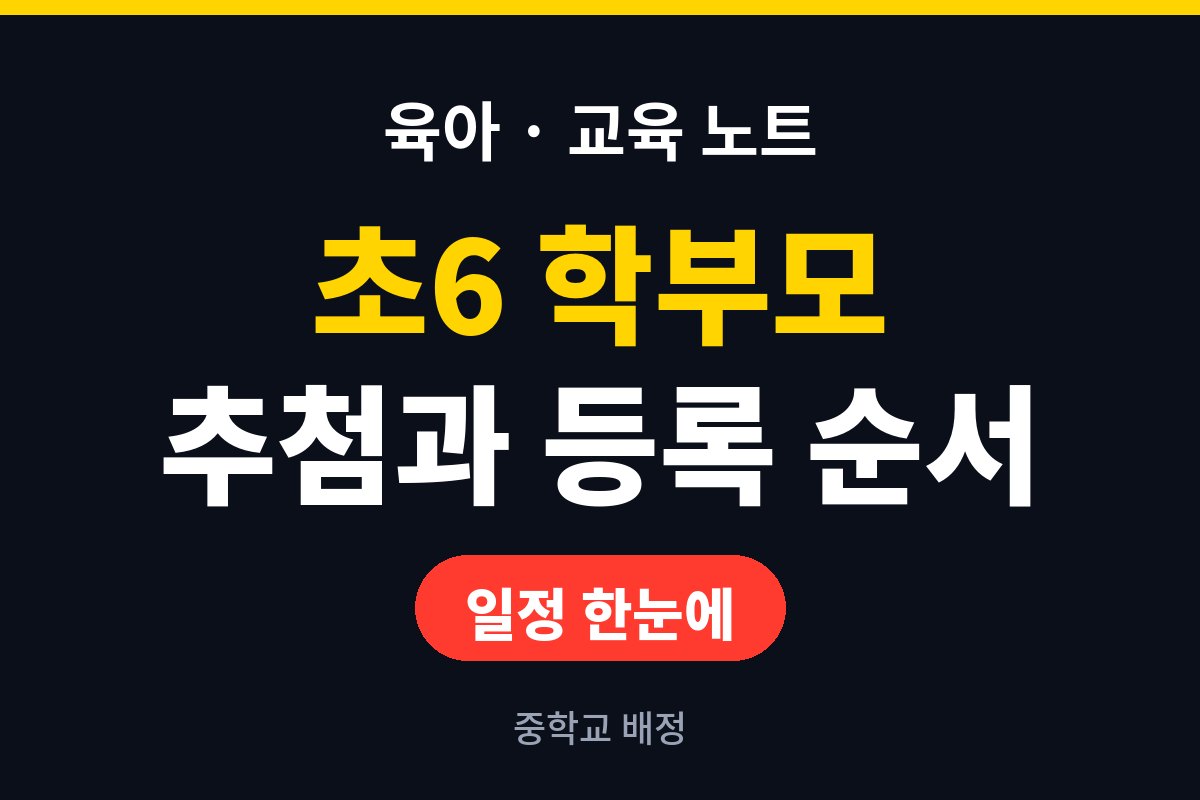 육아 · 교육 노트
초6 학부모
추첨과 등록 순서
일정 한눈에
중학교 배정